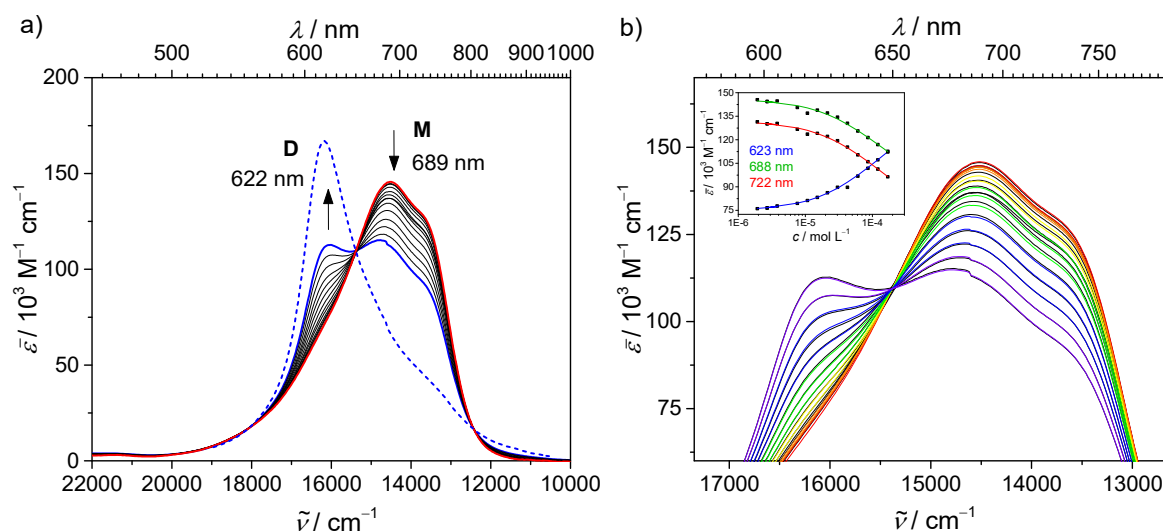 a)
λ / nm
500 600 700 800 900 1000
200
150
100
50
0
ε̄ / 10³ M⁻¹ cm⁻¹
D
622 nm
M
689 nm
22000 20000 18000 16000 14000 12000 10000
ν̃ / cm⁻¹
b)
λ / nm
600 650 700 750
150
125
100
75
ε̄ / 10³ M⁻¹ cm⁻¹
150
135
120
105
90
75
ε̄ / 10³ M⁻¹ cm⁻¹
623 nm
688 nm
722 nm
1E-6 1E-5 1E-4
c / mol L⁻¹
17000 16000 15000 14000 13000
ν̃ / cm⁻¹